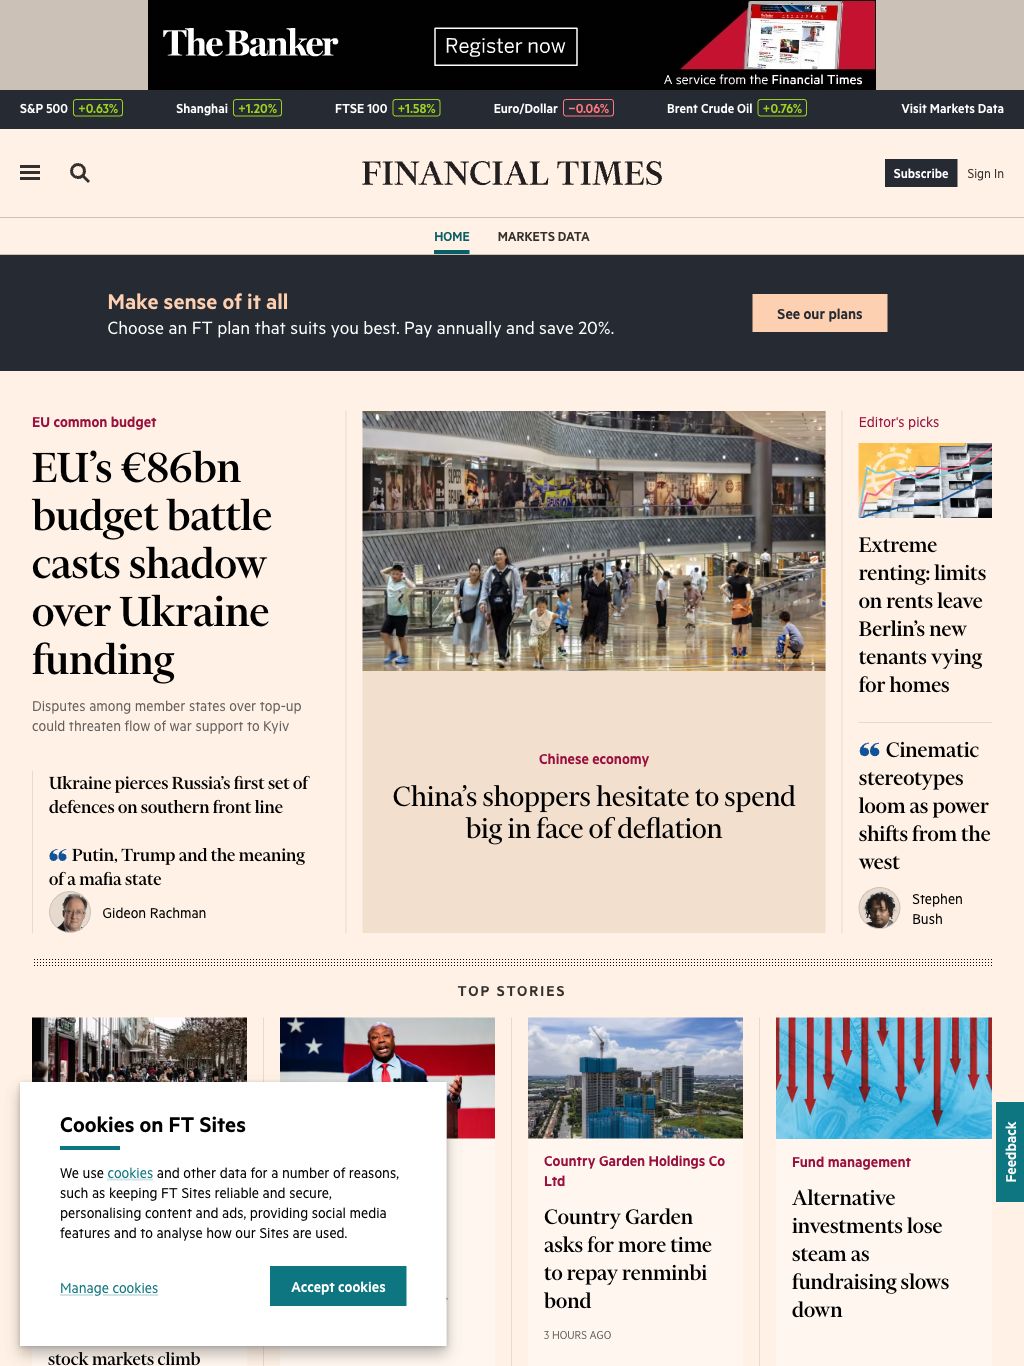 The Banker
Register now
A service from the Financial Times
S&P 500 +0.63% Shanghai +1.20% FTSE 100 +1.58% Euro/Dollar −0.06% Brent Crude Oil +0.76% Visit Markets Data
FINANCIAL TIMES
Subscribe Sign In
HOME MARKETS DATA
Make sense of it all
Choose an FT plan that suits you best. Pay annually and save 20%.
See our plans
EU common budget
EU's €86bn
budget battle
casts shadow
over Ukraine
funding
Disputes among member states over top-up
could threaten flow of war support to Kyiv
Ukraine pierces Russia's first set of
defences on southern front line
“ Putin, Trump and the meaning
of a mafia state
Gideon Rachman
Chinese economy
China's shoppers hesitate to spend
big in face of deflation
Editor's picks
Extreme
renting: limits
on rents leave
Berlin's new
tenants vying
for homes
“ Cinematic
stereotypes
loom as power
shifts from the
west
Stephen
Bush
TOP STORIES
Country Garden Holdings Co
Ltd
Country Garden
asks for more time
to repay renminbi
bond
3 HOURS AGO
Fund management
Alternative
investments lose
steam as
fundraising slows
down
Feedback
Cookies on FT Sites
We use cookies and other data for a number of reasons,
such as keeping FT Sites reliable and secure,
personalising content and ads, providing social media
features and to analyse how our Sites are used.
Manage cookies
Accept cookies
stock markets climb